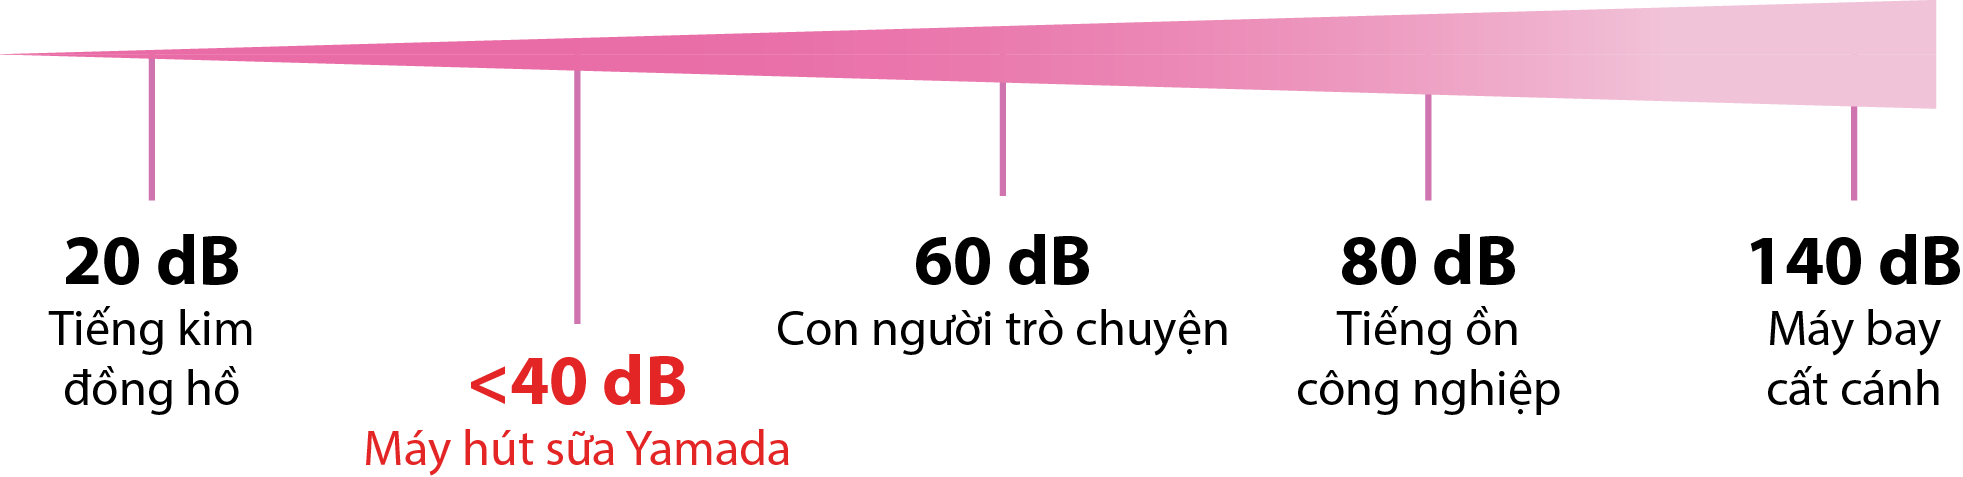 20 dB
Tiếng kim
đồng hồ
<40 dB
Máy hút sữa Yamada
60 dB
Con người trò chuyện
80 dB
Tiếng ồn
công nghiệp
140 dB
Máy bay
cất cánh